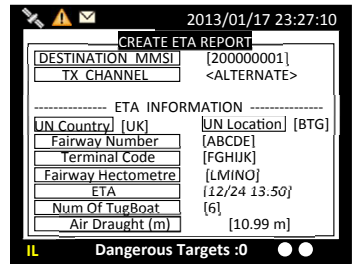 2013/01/17 23:27:10
CREATE ETA REPORT
DESTINATION MMSI [200000001]
TX CHANNEL <ALTERNATE>
--------------- ETA INFORMATION ---------------
UN Country [UK] UN Location [BTG]
Fairway Number [ABCDE]
Terminal Code [FGHIJK]
Fairway Hectometre [LMINO]
ETA [12/24 13.50]
Num Of TugBoat [6]
Air Draught (m) [10.99 m]
IL Dangerous Targets :0